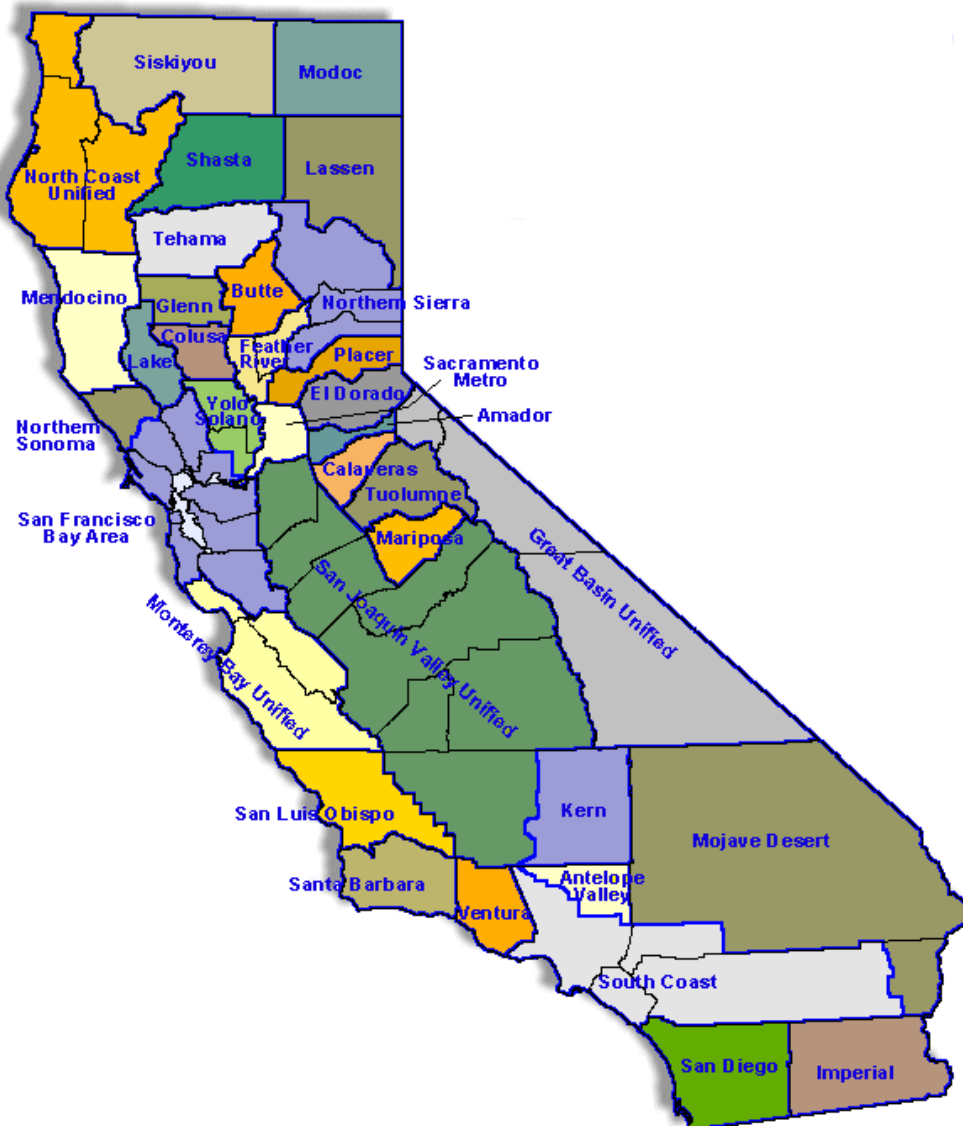 Siskiyou
Modoc
Shasta
Lassen
North Coast
Unified
Tehama
Mendocino
Glenn
Butte
Northern Sierra
Colusa
Lake
Feather
River
Placer
Sacramento
Metro
El Dorado
Yolo
Solano
Amador
Northern
Sonoma
Calaveras
Tuolumne
San Francisco
Bay Area
Mariposa
Great Basin Unified
San Joaquin Valley Unified
Monterey Bay Unified
San Luis Obispo
Kern
Mojave Desert
Santa Barbara
Antelope
Valley
Ventura
South Coast
San Diego
Imperial